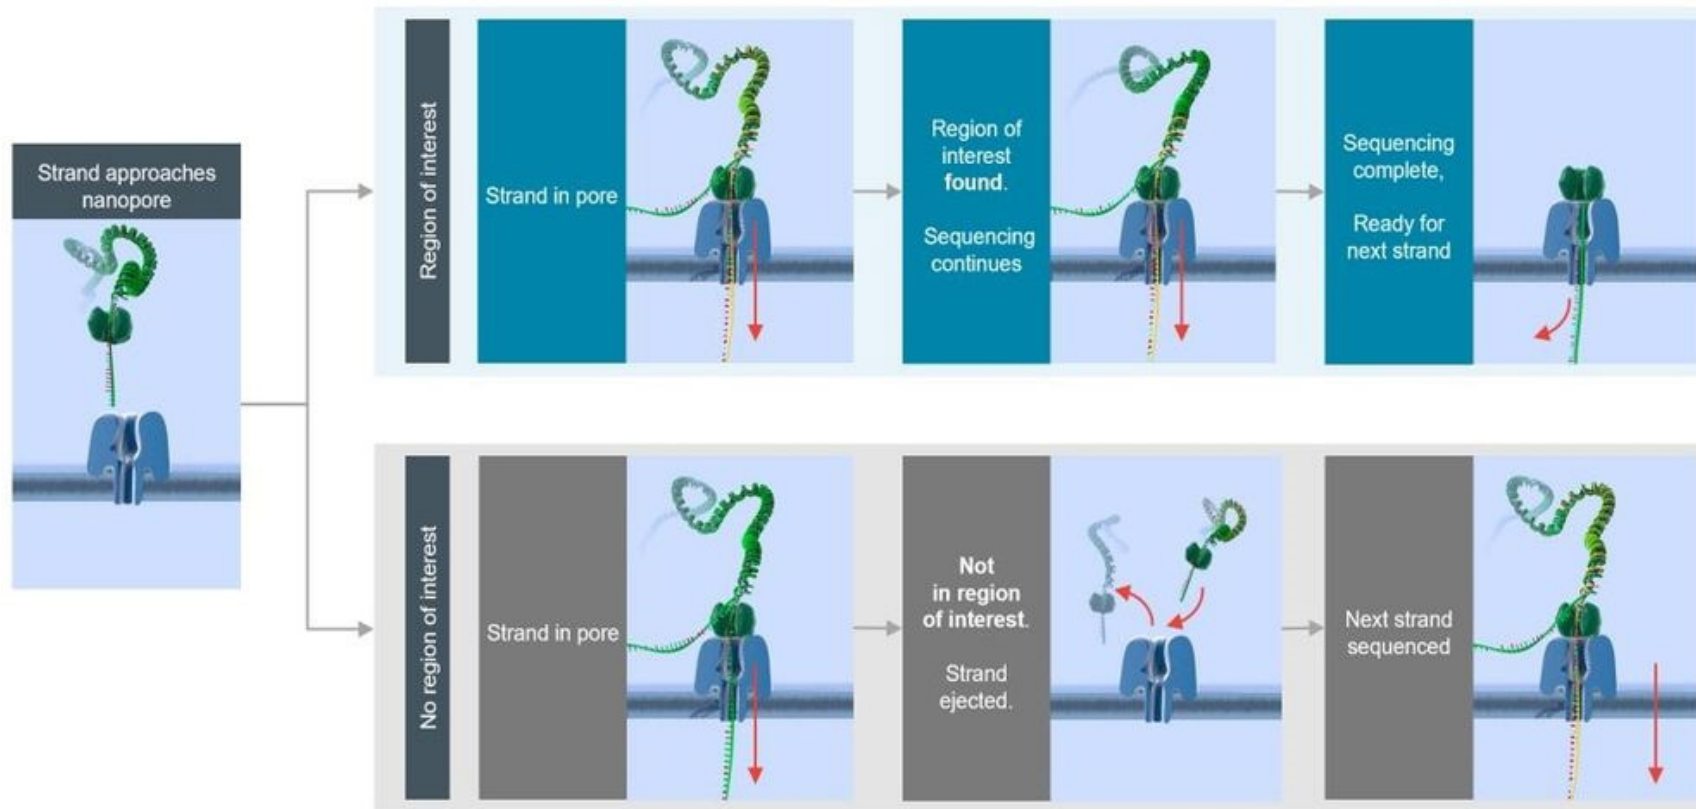 Strand approaches
nanopore
Region of interest
Strand in pore
Region of
interest
found.
Sequencing
continues
Sequencing
complete,
Ready for
next strand
No region of interest
Strand in pore
Not
in region
of interest.
Strand
ejected.
Next strand
sequenced